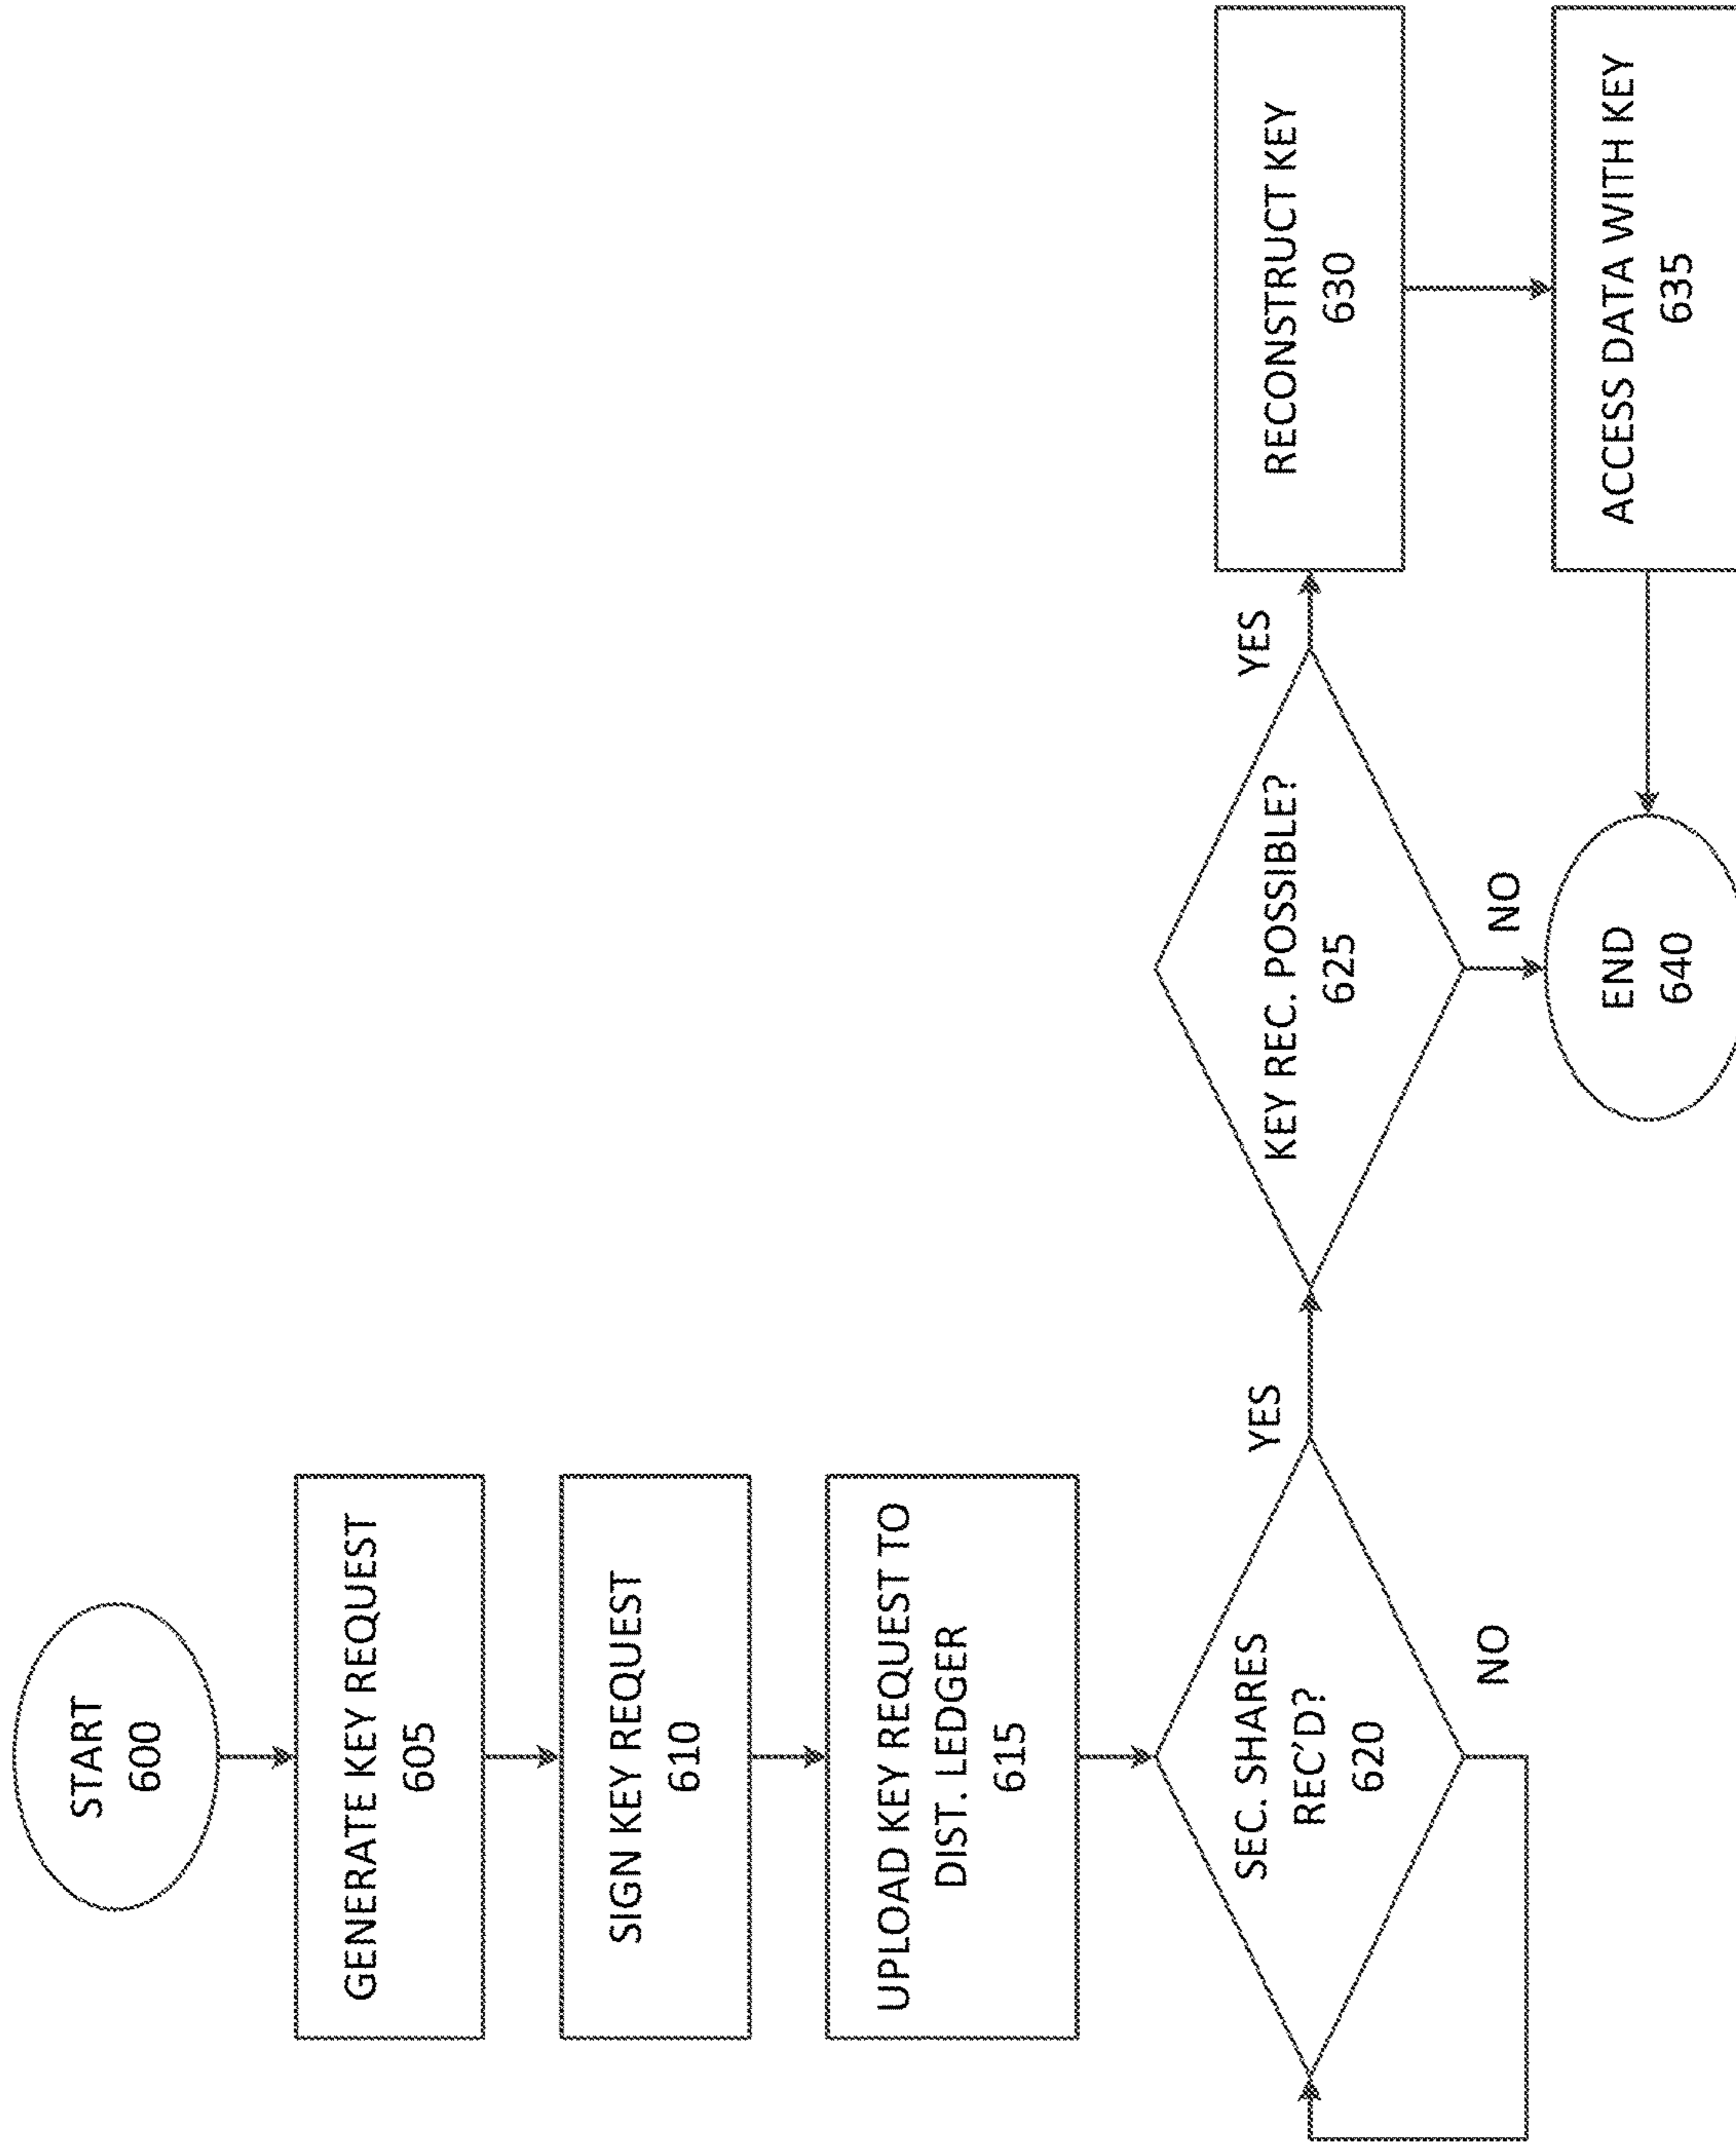 START
600
GENERATE KEY REQUEST
605
SIGN KEY REQUEST
610
UPLOAD KEY REQUEST TO
DIST. LEDGER
615
SEC. SHARES
REC'D?
620
NO
YES
KEY REC. POSSIBLE?
625
NO
YES
RECONSTRUCT KEY
630
ACCESS DATA WITH KEY
635
END
640